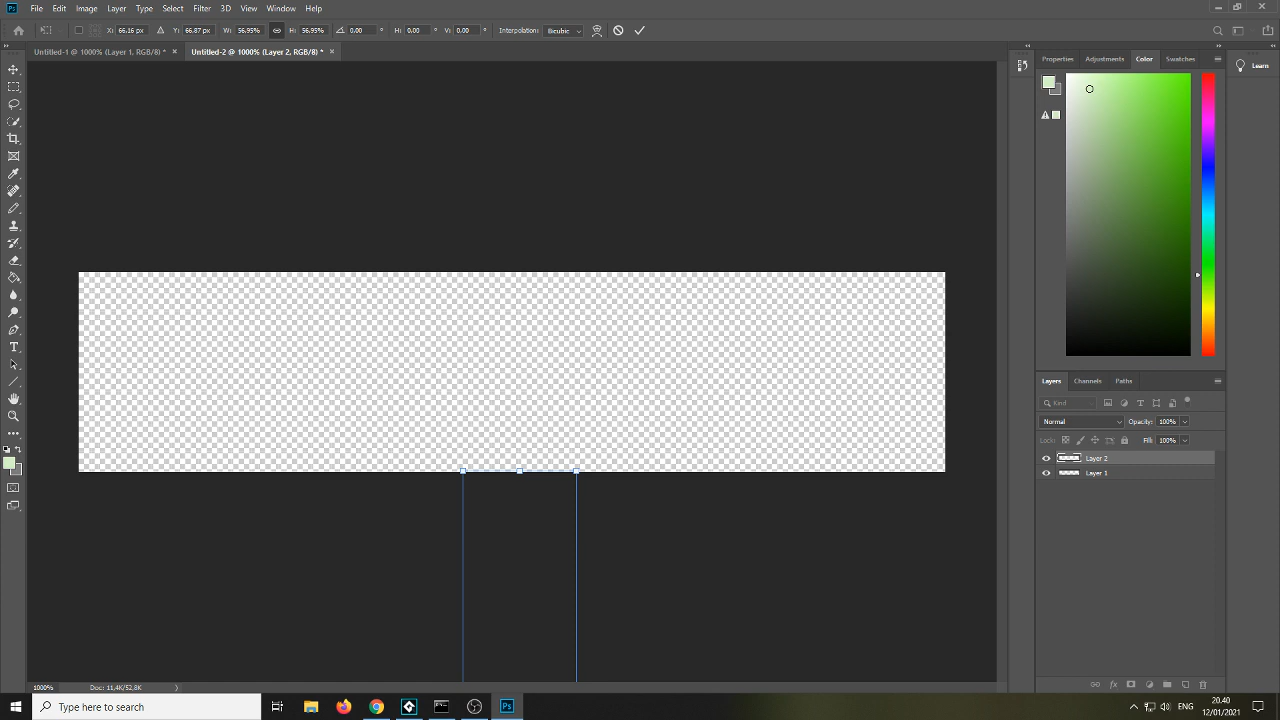 Ps File Edit Image Layer Type Select Filter 3D View Window Help
X: 66.16 px Y: 66.87 px W: 56.95% H: 56.95% 0.00 ° H: 0.00 ° V: 0.00 ° Interpolation: Bicubic
Untitled-1 @ 1000% (Layer 1, RGB/8) * × Untitled-2 @ 1000% (Layer 2, RGB/8) * ×
Properties Adjustments Color Swatches
Learn
Layers Channels Paths
Kind
Normal Opacity: 100%
Lock: Fill: 100%
Layer 2
Layer 1
fx
1000% Doc: 11,4K/52,8K
Type here to search
Ps
ENG
20.40
12/01/2021